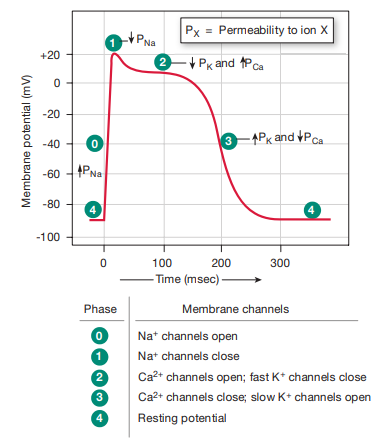 Pₓ = Permeability to ion X
1 ↓P_Na
+20
2 ↓ P_K and ↑P_Ca
0
-20
-40
0
3 ↑P_K and ↓P_Ca
-60
↑P_Na
-80
4
4
-100
Membrane potential (mV)
0 100 200 300
Time (msec)
Phase Membrane channels
0 Na⁺ channels open
1 Na⁺ channels close
2 Ca²⁺ channels open; fast K⁺ channels close
3 Ca²⁺ channels close; slow K⁺ channels open
4 Resting potential